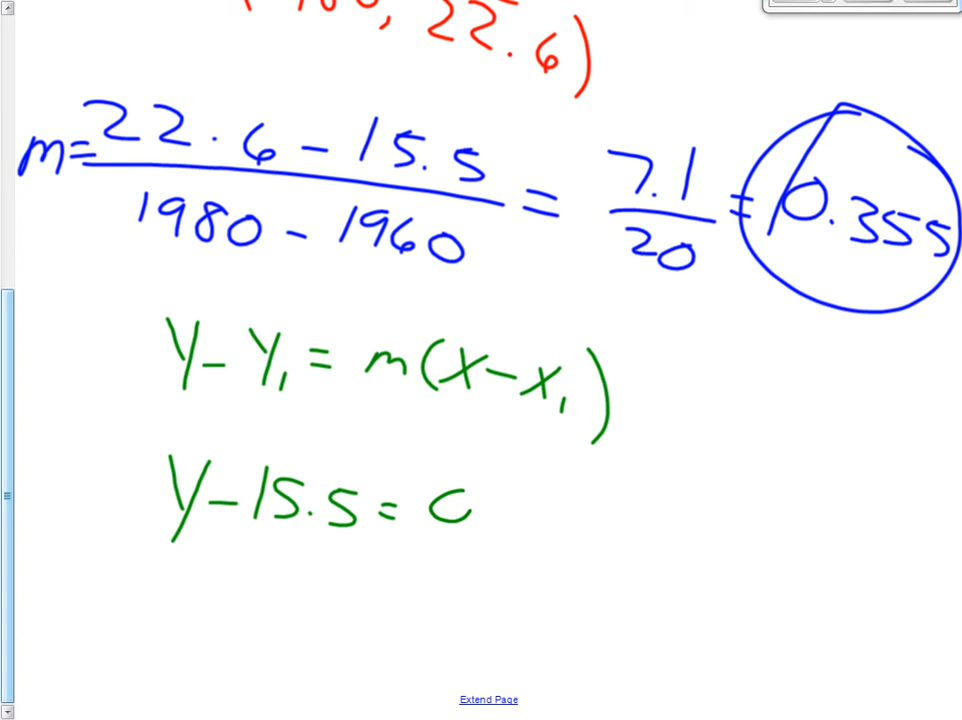 22.6)
m = 22.6 - 15.5 / 1980 - 1960 = 7.1 / 20 = 0.355
y - y₁ = m(x - x₁)
y - 15.5 = c
Extend Page